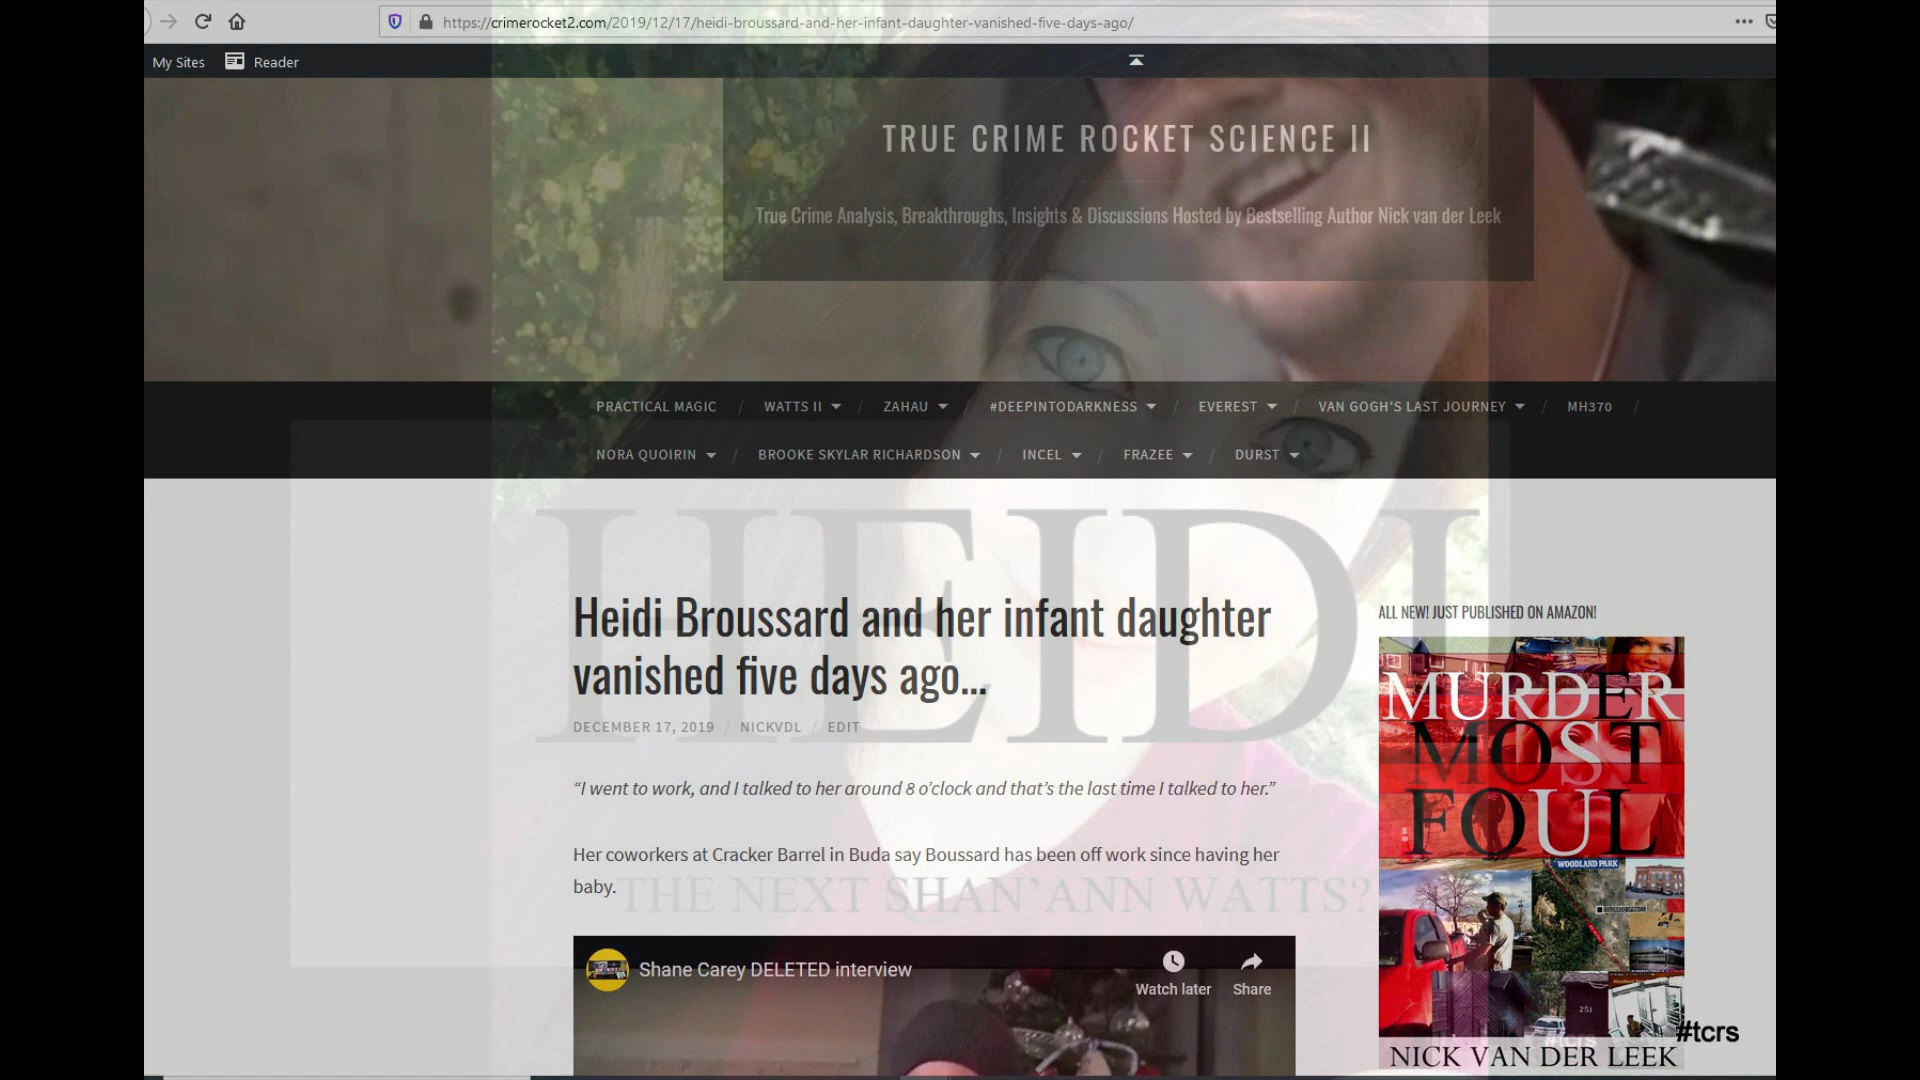 https://crimerocket2.com/2019/12/17/heidi-broussard-and-her-infant-daughter-vanished-five-days-ago/
My Sites Reader
TRUE CRIME ROCKET SCIENCE II
True Crime Analysis, Breakthroughs, Insights & Discussions Hosted by Bestselling Author Nick van der Leek
PRACTICAL MAGIC / WATTS II / ZAHAU / #DEEPINTODARKNESS / EVEREST / VAN GOGH'S LAST JOURNEY / MH370 /
NORA QUOIRIN / BROOKE SKYLAR RICHARDSON / INCEL / FRAZEE / DURST
HEIDI
Heidi Broussard and her infant daughter
vanished five days ago...
DECEMBER 17, 2019 / NICKVDL / EDIT
“I went to work, and I talked to her around 8 o’clock and that’s the last time I talked to her.”
Her coworkers at Cracker Barrel in Buda say Boussard has been off work since having her
baby.
THE NEXT SHAN'ANN WATTS?
Shane Carey DELETED interview
Watch later Share
ALL NEW! JUST PUBLISHED ON AMAZON!
MURDER
MOST
FOUL
WOODLAND PARK
251
#tcrs
#tcrs
NICK VAN DER LEEK